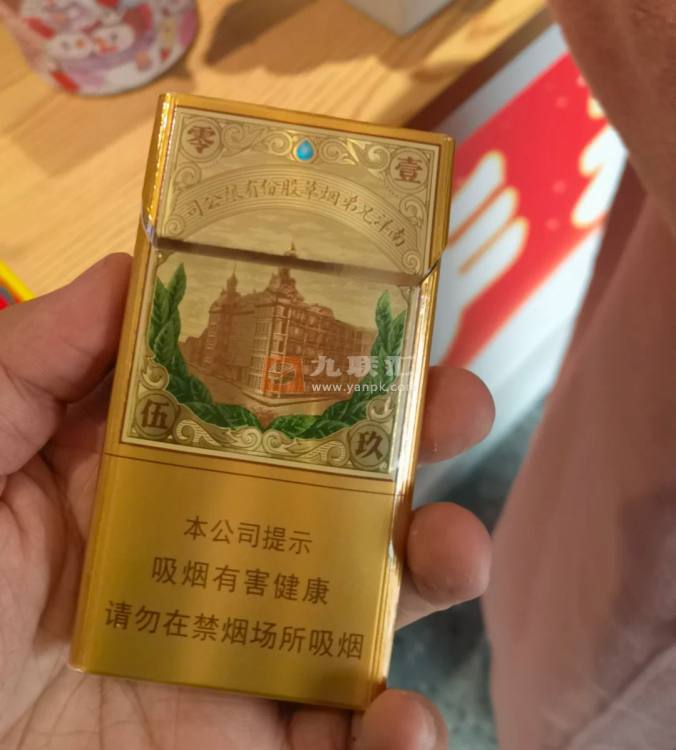 零 壹
司公限有份股草烟弟兄洋南
九联汇
www.yanpk.com
伍 玖
本公司提示
吸烟有害健康
请勿在禁烟场所吸烟